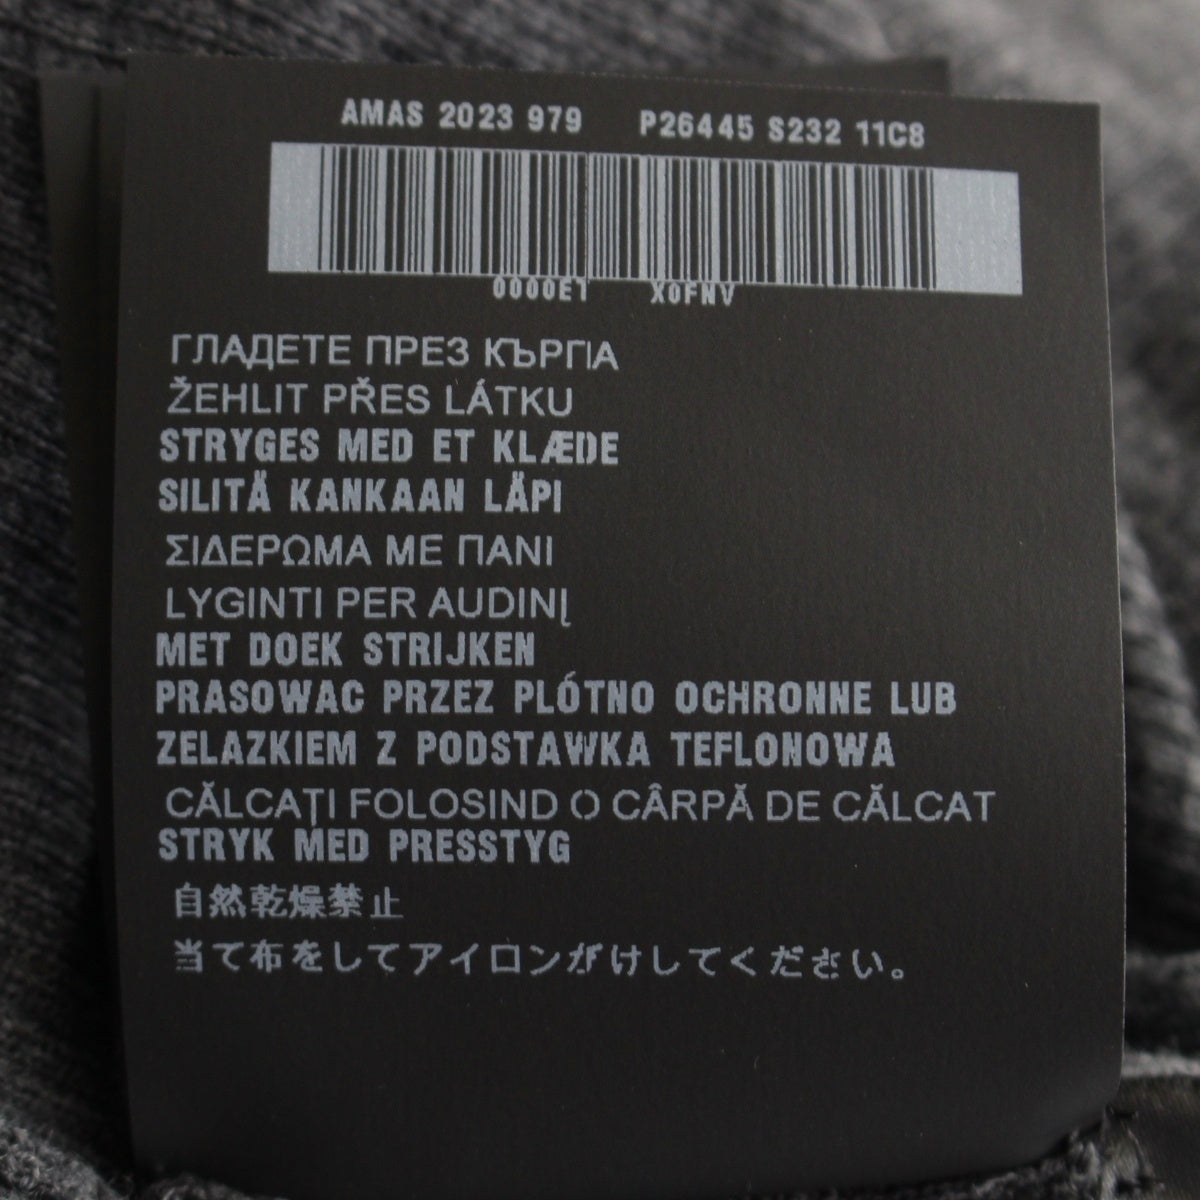 AMAS 2023 979 P26445 S232 11C8
0000ET X0FNV
ГЛАДЕТЕ ПРЕЗ КЪРПА
ŽEHLIT PŘES LÁTKU
STRYGES MED ET KLÆDE
SILITÄ KANKAAN LÄPI
ΣΙΔΕΡΩΜΑ ΜΕ ΠΑΝΙ
LYGINTI PER AUDINĮ
MET DOEK STRIJKEN
PRASOWAC PRZEZ PLÓTNO OCHRONNE LUB
ZELAZKIEM Z PODSTAWKA TEFLONOWA
CĂLCAȚI FOLOSIND O CÂRPĂ DE CĂLCAT
STRYK MED PRESSTYG
自然乾燥禁止
当て布をしてアイロンがけしてください。